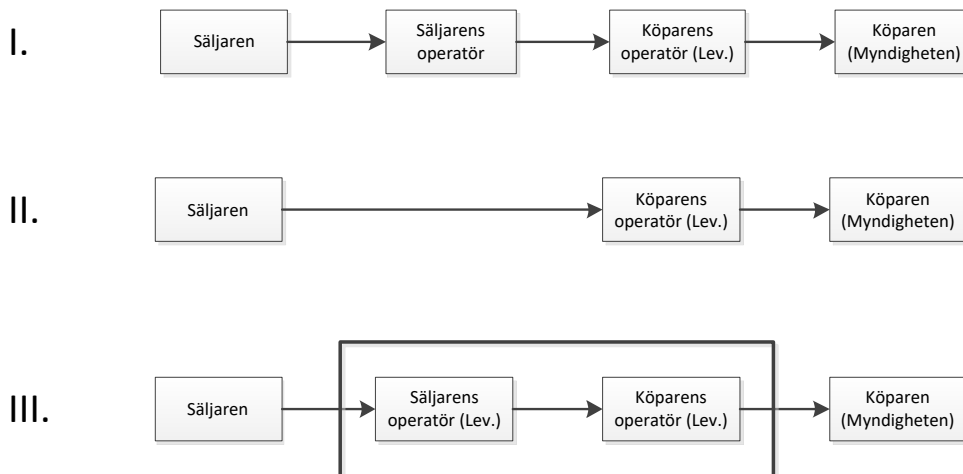 I.
Säljaren
Säljarens
operatör
Köparens
operatör (Lev.)
Köparen
(Myndigheten)
II.
Säljaren
Köparens
operatör (Lev.)
Köparen
(Myndigheten)
III.
Säljaren
Säljarens
operatör (Lev.)
Köparens
operatör (Lev.)
Köparen
(Myndigheten)